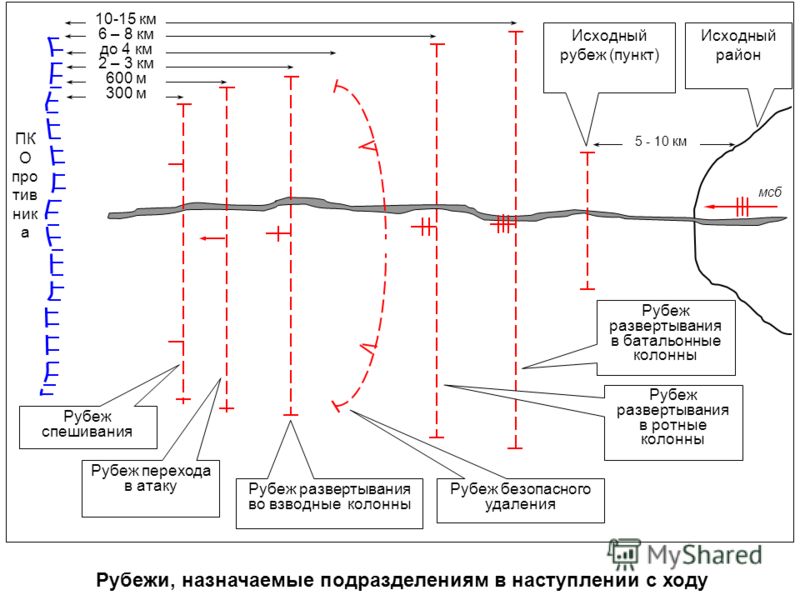 10-15 км
6 – 8 км
до 4 км
2 – 3 км
600 м
300 м
Исходный
рубеж (пункт)
Исходный
район
5 - 10 км
мсб
ПК
О
про
тив
ник
а
Рубеж
развертывания
в батальонные
колонны
Рубеж
развертывания
в ротные
колонны
Рубеж
спешивания
Рубеж перехода
в атаку
Рубеж развертывания
во взводные колонны
Рубеж безопасного
удаления
MyShared
Рубежи, назначаемые подразделениям в наступлении с ходу